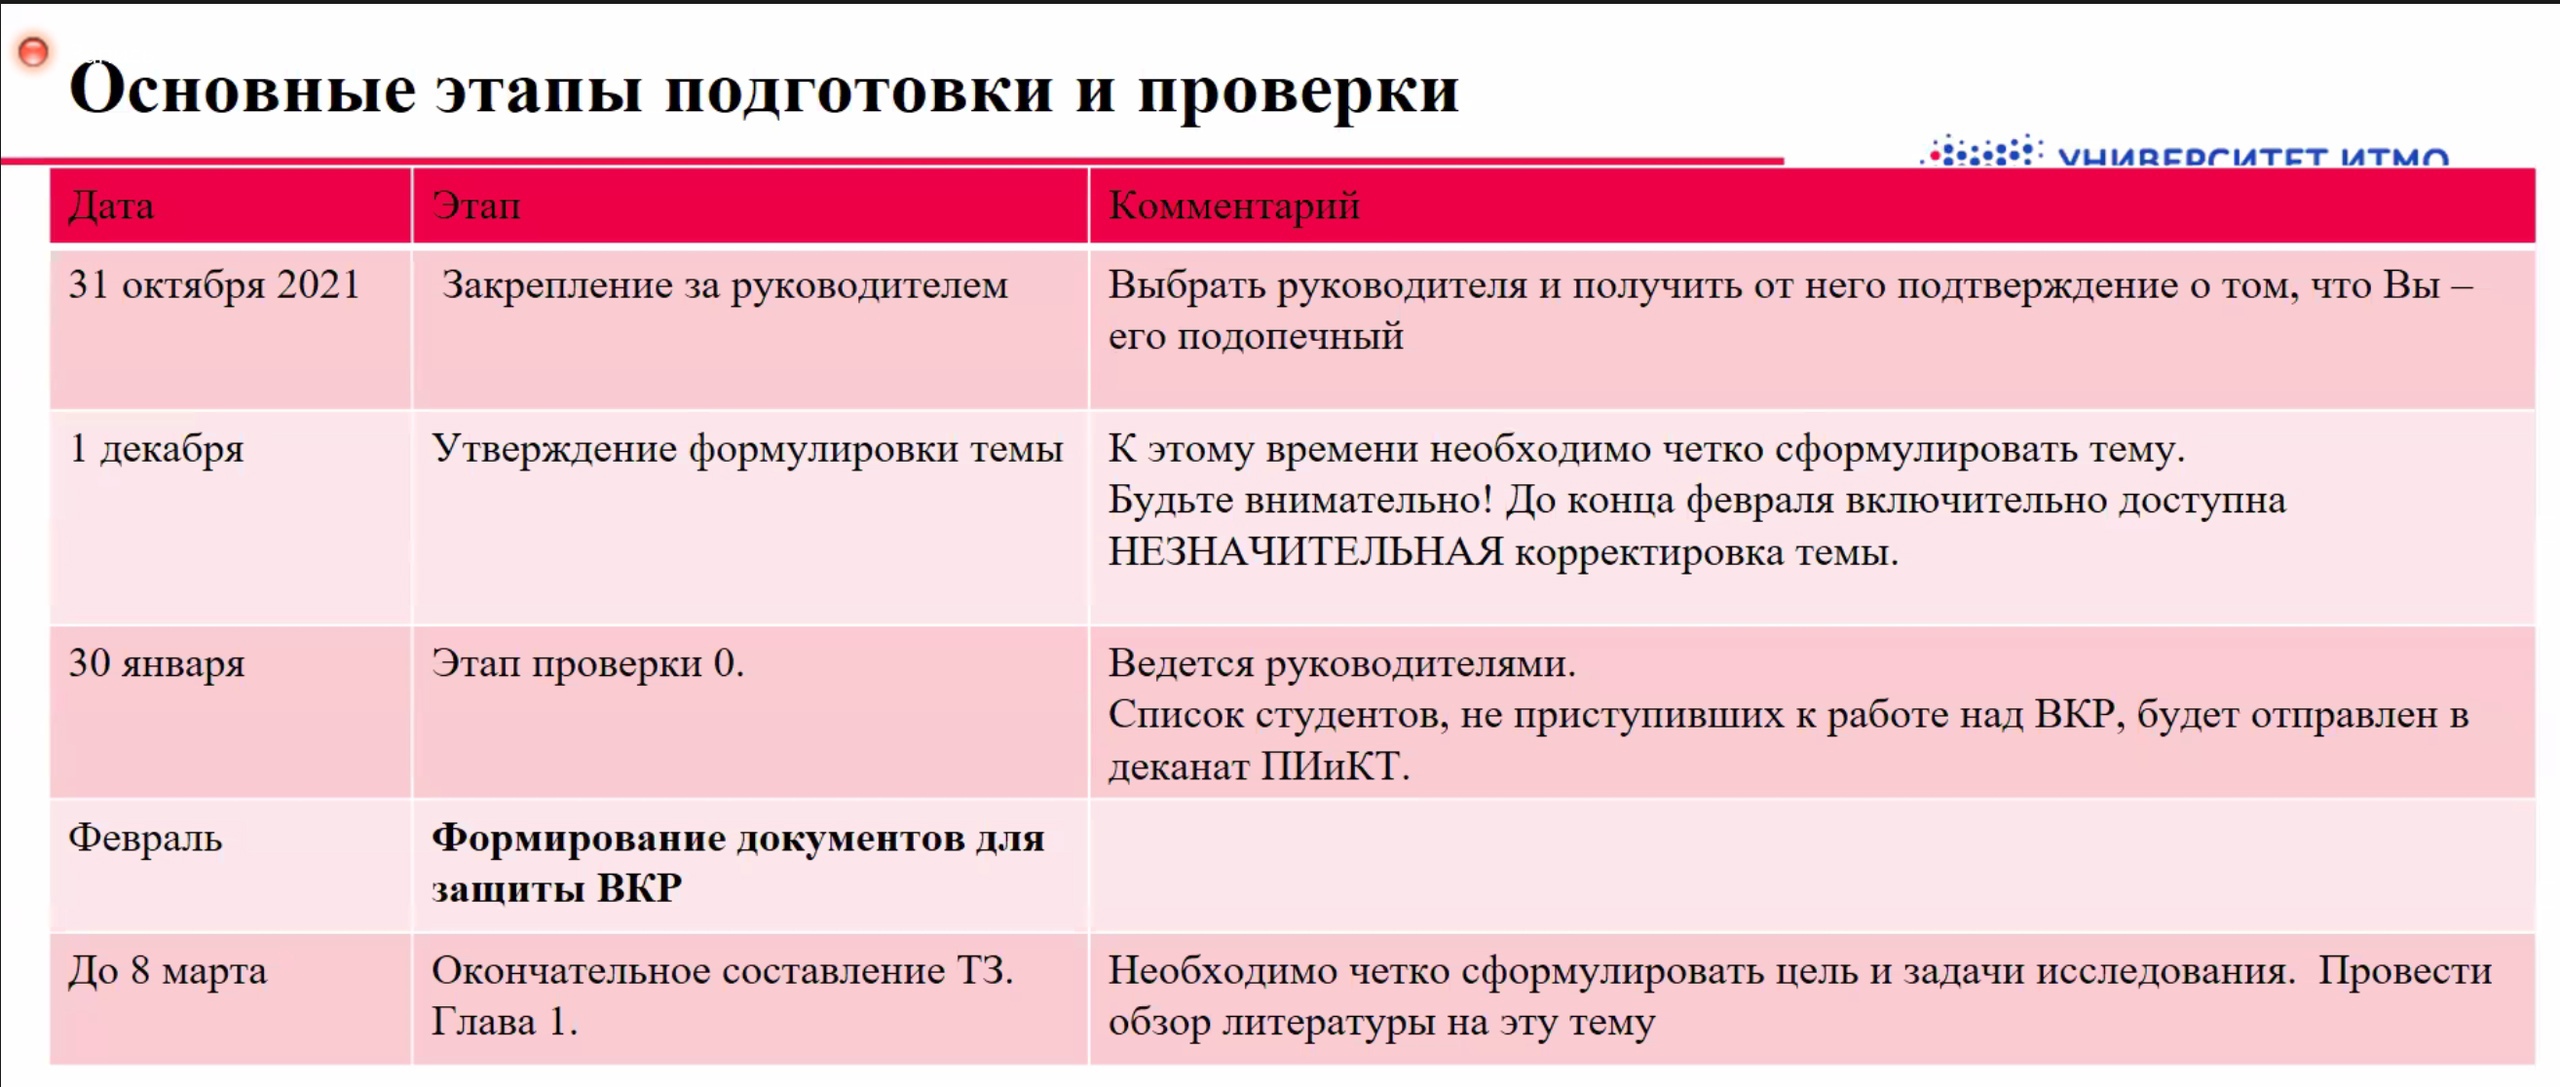 Основные этапы подготовки и проверки
УНИВЕРСИТЕТ ИТМО
Дата Этап Комментарий
31 октября 2021 Закрепление за руководителем Выбрать руководителя и получить от него подтверждение о том, что Вы –
его подопечный
1 декабря Утверждение формулировки темы К этому времени необходимо четко сформулировать тему.
Будьте внимательно! До конца февраля включительно доступна
НЕЗНАЧИТЕЛЬНАЯ корректировка темы.
30 января Этап проверки 0. Ведется руководителями.
Список студентов, не приступивших к работе над ВКР, будет отправлен в
деканат ПИиКТ.
Февраль Формирование документов для
защиты ВКР
До 8 марта Окончательное составление ТЗ. Необходимо четко сформулировать цель и задачи исследования. Провести
Глава 1. обзор литературы на эту тему